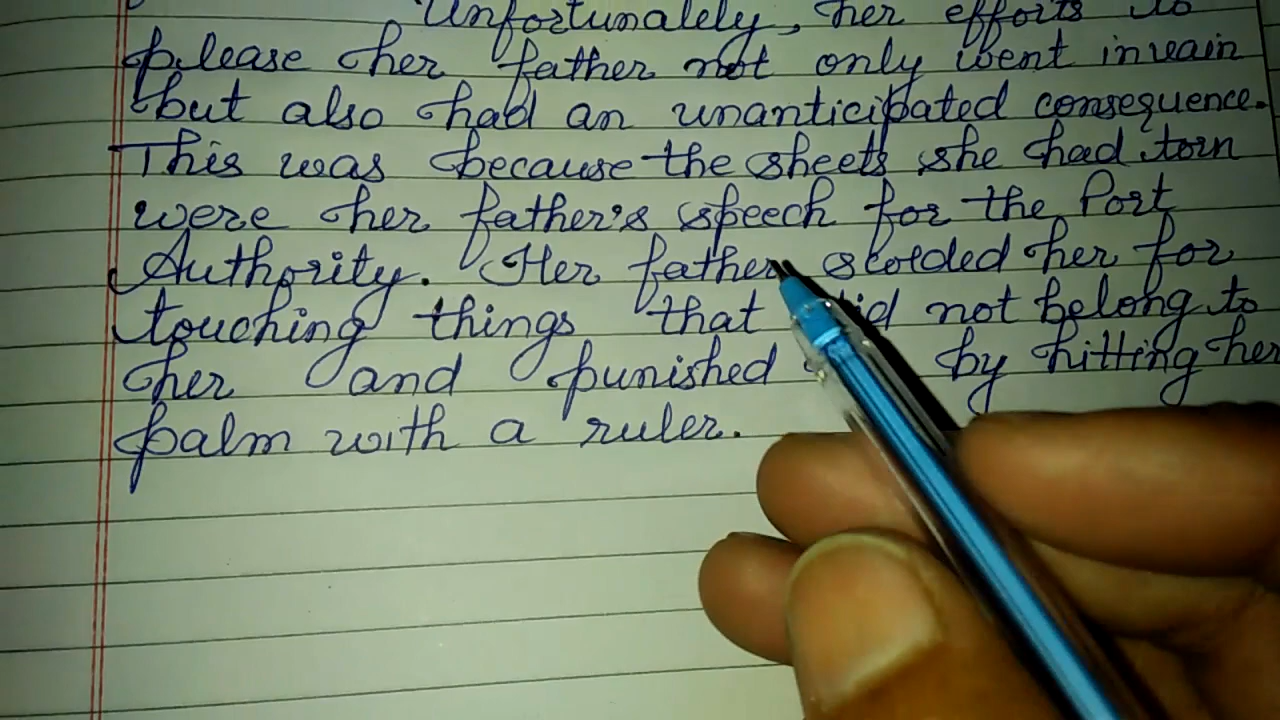 Unfortunately, her efforts to
please her father not only went invain
but also had an unanticipated consequence.
This was because the sheets she had torn
were her father's speech for the Port
Authority. Her father scolded her for
touching things that did not belong to
her and punished by hitting her
palm with a ruler.